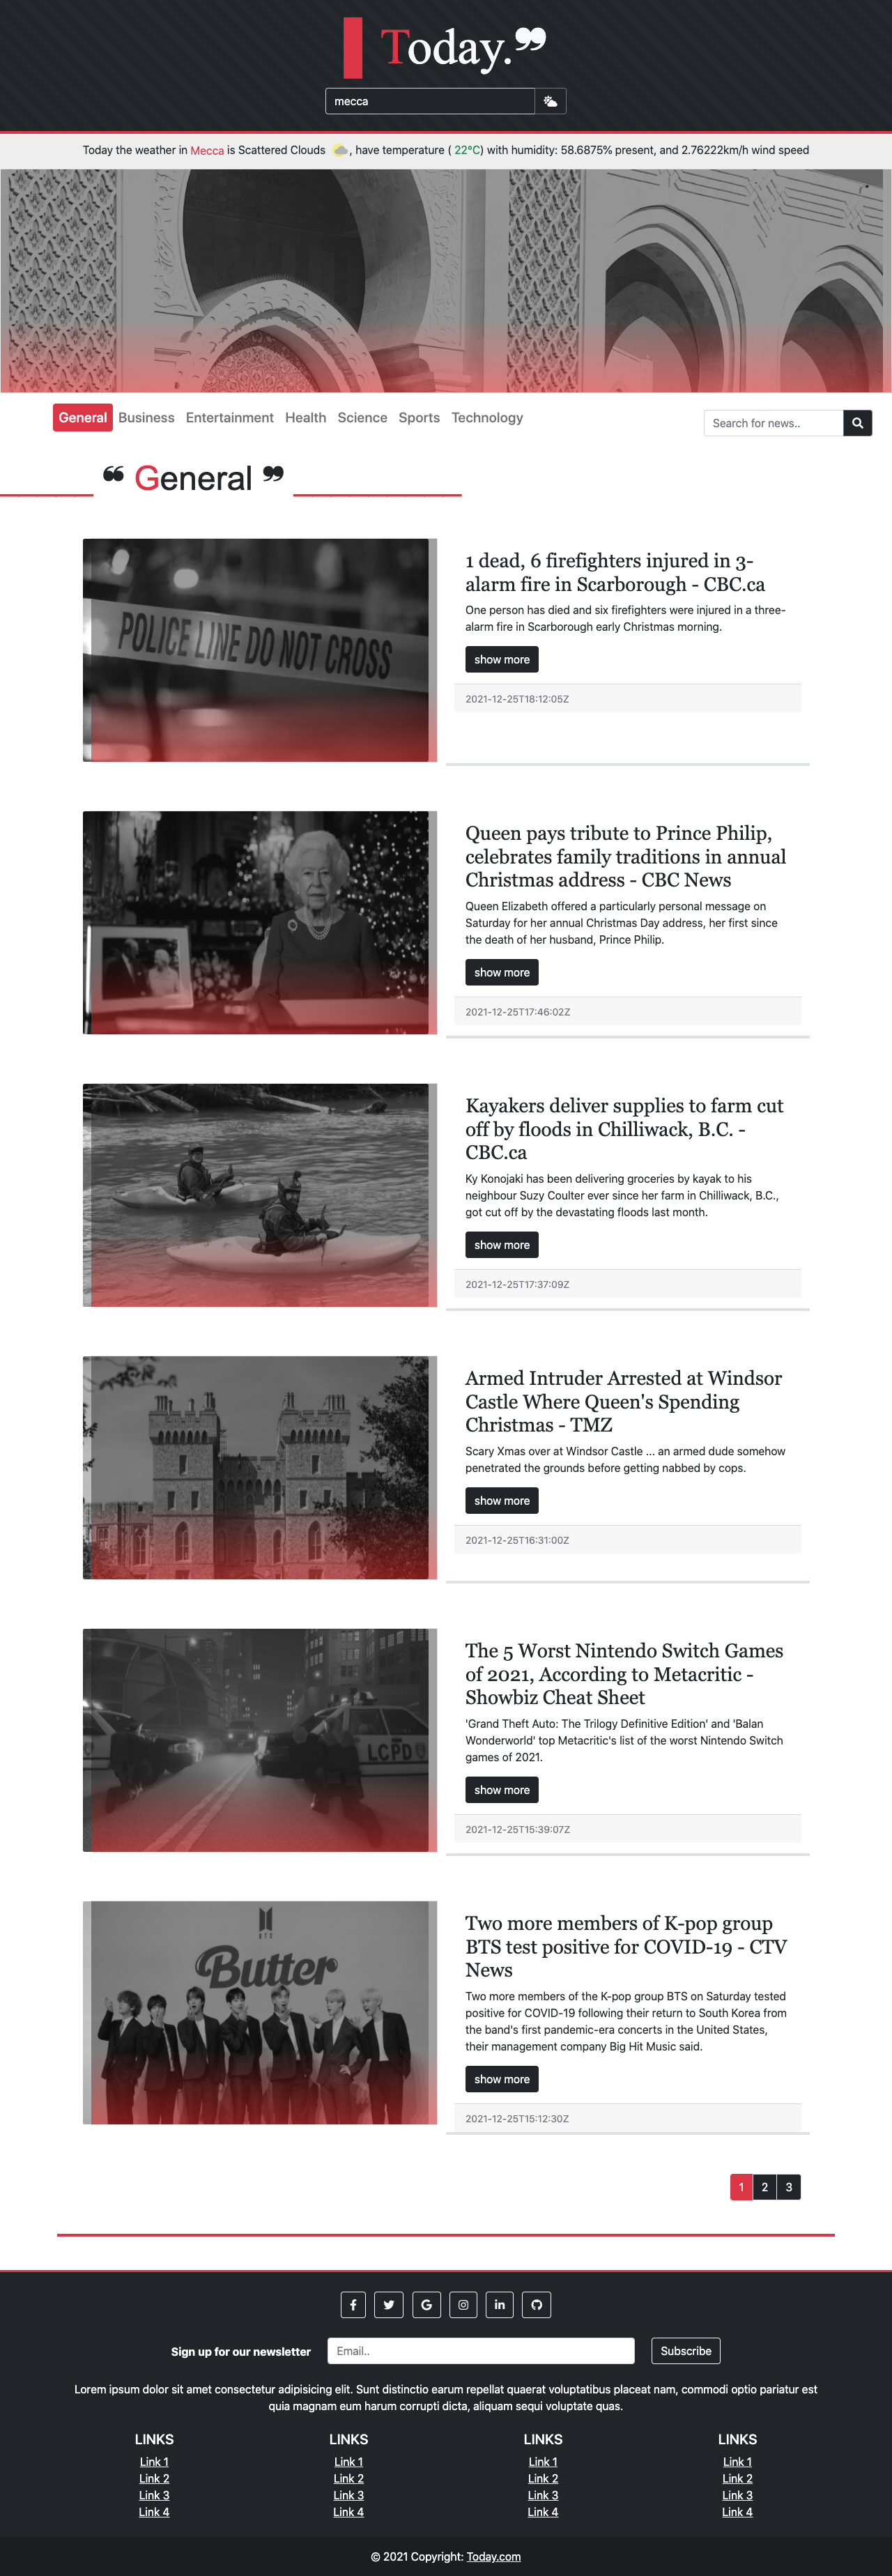 Today.❞
mecca
Today the weather in Mecca is Scattered Clouds , have temperature ( 22°C) with humidity: 58.6875% present, and 2.76222km/h wind speed
General Business Entertainment Health Science Sports Technology
Search for news..
❝ General ❞
POLICE LINE DO NOT CROSS
1 dead, 6 firefighters injured in 3-
alarm fire in Scarborough - CBC.ca
One person has died and six firefighters were injured in a three-
alarm fire in Scarborough early Christmas morning.
show more
2021-12-25T18:12:05Z
Queen pays tribute to Prince Philip,
celebrates family traditions in annual
Christmas address - CBC News
Queen Elizabeth offered a particularly personal message on
Saturday for her annual Christmas Day address, her first since
the death of her husband, Prince Philip.
show more
2021-12-25T17:46:02Z
Kayakers deliver supplies to farm cut
off by floods in Chilliwack, B.C. -
CBC.ca
Ky Konojaki has been delivering groceries by kayak to his
neighbour Suzy Coulter ever since her farm in Chilliwack, B.C.,
got cut off by the devastating floods last month.
show more
2021-12-25T17:37:09Z
Armed Intruder Arrested at Windsor
Castle Where Queen's Spending
Christmas - TMZ
Scary Xmas over at Windsor Castle ... an armed dude somehow
penetrated the grounds before getting nabbed by cops.
show more
2021-12-25T16:31:00Z
LCPD
The 5 Worst Nintendo Switch Games
of 2021, According to Metacritic -
Showbiz Cheat Sheet
'Grand Theft Auto: The Trilogy Definitive Edition' and 'Balan
Wonderworld' top Metacritic's list of the worst Nintendo Switch
games of 2021.
show more
2021-12-25T15:39:07Z
BTS
Butter
Two more members of K-pop group
BTS test positive for COVID-19 - CTV
News
Two more members of the K-pop group BTS on Saturday tested
positive for COVID-19 following their return to South Korea from
the band's first pandemic-era concerts in the United States,
their management company Big Hit Music said.
show more
2021-12-25T15:12:30Z
1 2 3
Sign up for our newsletter Email.. Subscribe
Lorem ipsum dolor sit amet consectetur adipisicing elit. Sunt distinctio earum repellat quaerat voluptatibus placeat nam, commodi optio pariatur est
quia magnam eum harum corrupti dicta, aliquam sequi voluptate quas.
LINKS LINKS LINKS LINKS
Link 1 Link 1 Link 1 Link 1
Link 2 Link 2 Link 2 Link 2
Link 3 Link 3 Link 3 Link 3
Link 4 Link 4 Link 4 Link 4
© 2021 Copyright: Today.com